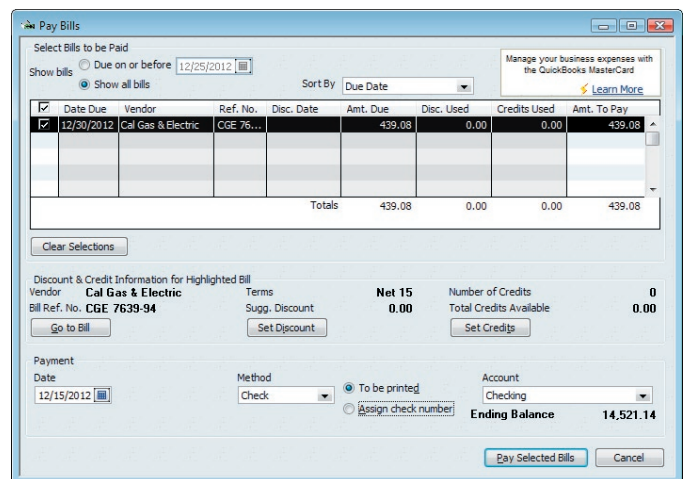 Pay Bills
Select Bills to be Paid
Show bills
Due on or before 12/25/2012
Show all bills
Sort By Due Date
Manage your business expenses with
the QuickBooks MasterCard
Learn More
Date Due Vendor Ref. No. Disc. Date Amt. Due Disc. Used Credits Used Amt. To Pay
12/30/2012 Cal Gas & Electric CGE 76... 439.08 0.00 0.00 439.08
Totals 439.08 0.00 0.00 439.08
Clear Selections
Discount & Credit Information for Highlighted Bill
Vendor Cal Gas & Electric Terms Net 15 Number of Credits 0
Bill Ref. No. CGE 7639-94 Sugg. Discount 0.00 Total Credits Available 0.00
Go to Bill Set Discount Set Credits
Payment
Date Method Account
12/15/2012 Check To be printed Checking
Assign check number Ending Balance 14,521.14
Pay Selected Bills Cancel